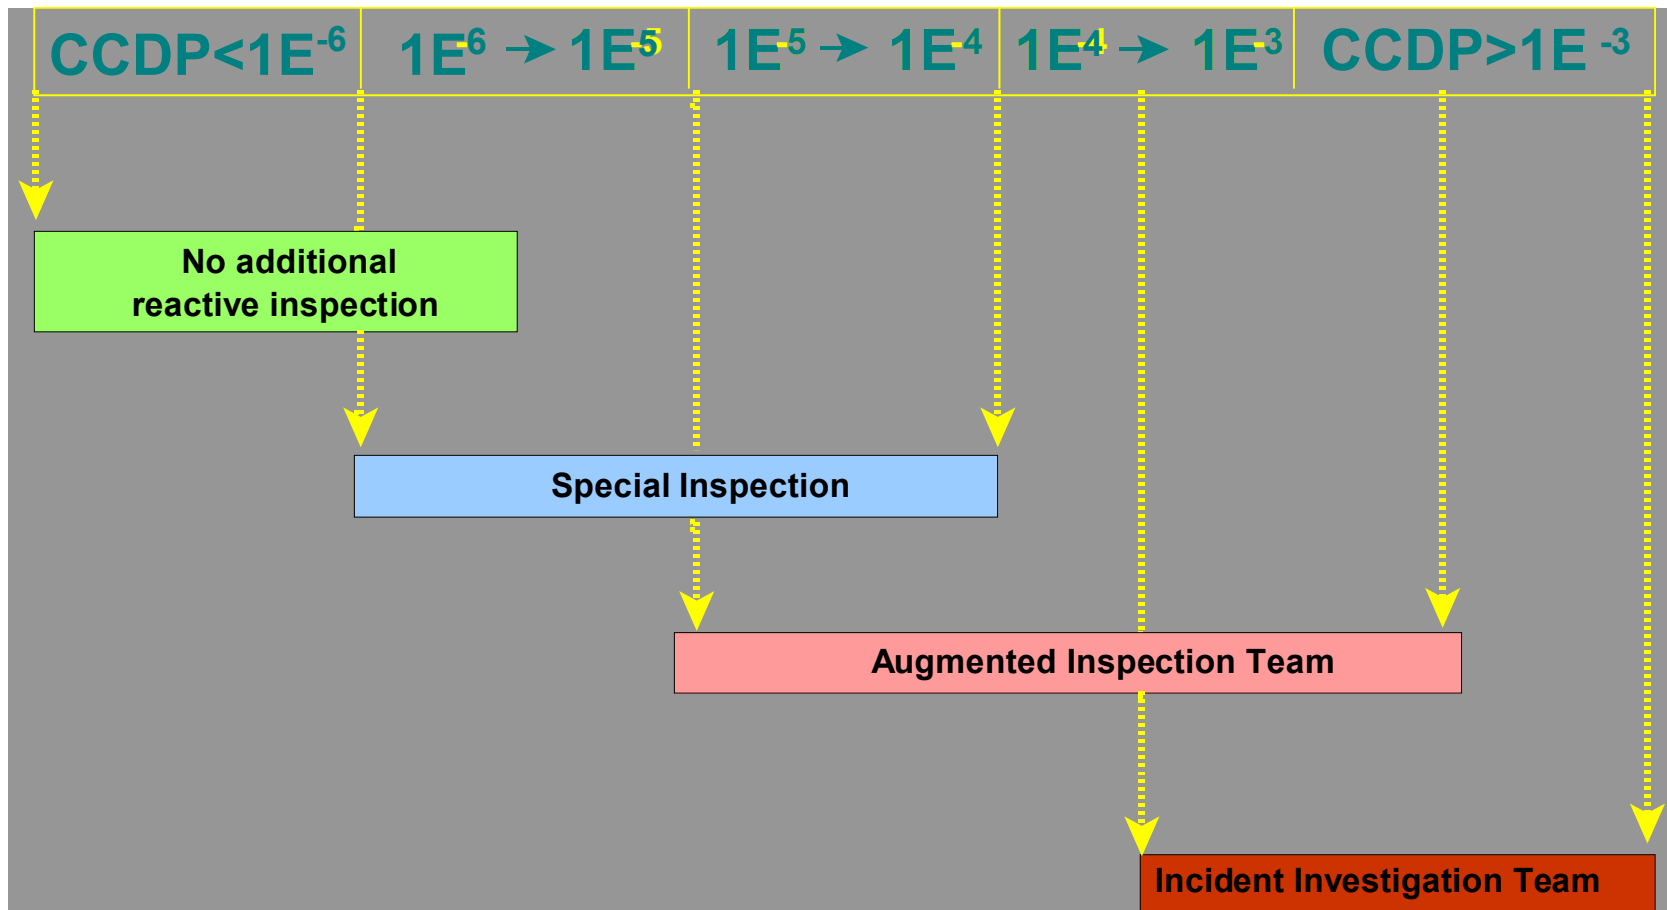 CCDP<1E-6 1E-6 → 1E-5 1E-5 → 1E-4 1E-4 → 1E-3 CCDP>1E -3
No additional
reactive inspection
Special Inspection
Augmented Inspection Team
Incident Investigation Team